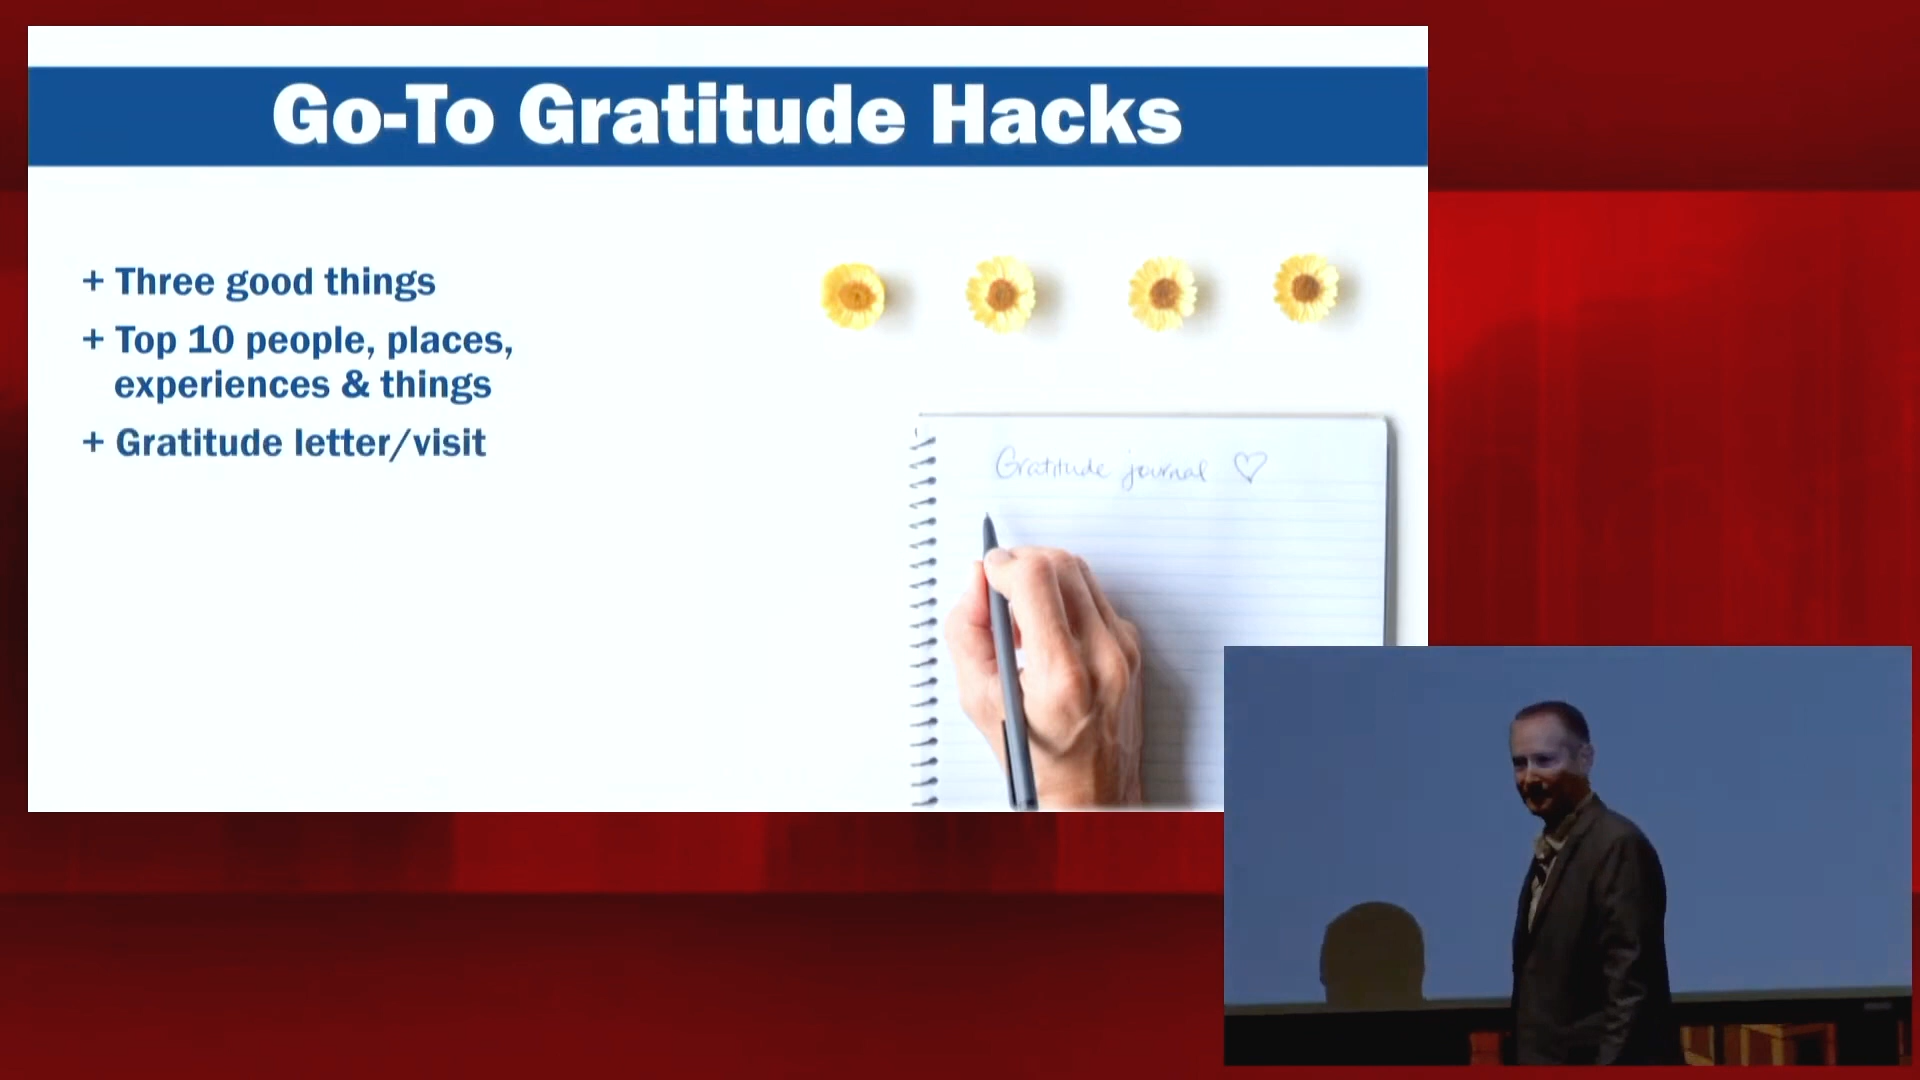 Go-To Gratitude Hacks
+ Three good things
+ Top 10 people, places,
experiences & things
+ Gratitude letter/visit
Gratitude journal ♡